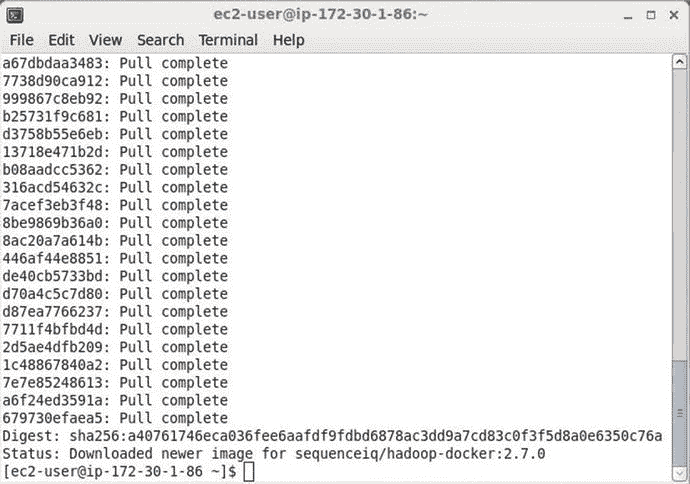 ec2-user@ip-172-30-1-86:~
File Edit View Search Terminal Help
a67dbdaa3483: Pull complete
7738d90ca912: Pull complete
999867c8eb92: Pull complete
b25731f9c681: Pull complete
d3758b55e6eb: Pull complete
13718e471b2d: Pull complete
b08aadcc5362: Pull complete
316acd54632c: Pull complete
7acef3eb3f48: Pull complete
8be9869b36a0: Pull complete
8ac20a7a614b: Pull complete
446af44e8851: Pull complete
de40cb5733bd: Pull complete
d70a4c5c7d80: Pull complete
d87ea7766237: Pull complete
7711f4bfbd4d: Pull complete
2d5ae4dfb209: Pull complete
1c48867840a2: Pull complete
7e7e85248613: Pull complete
a6f24ed3591a: Pull complete
679730efaea5: Pull complete
Digest: sha256:a40761746eca036fee6aafdf9fdbd6878ac3dd9a7cd83c0f3f5d8a0e6350c76a
Status: Downloaded newer image for sequenceiq/hadoop-docker:2.7.0
[ec2-user@ip-172-30-1-86 ~]$